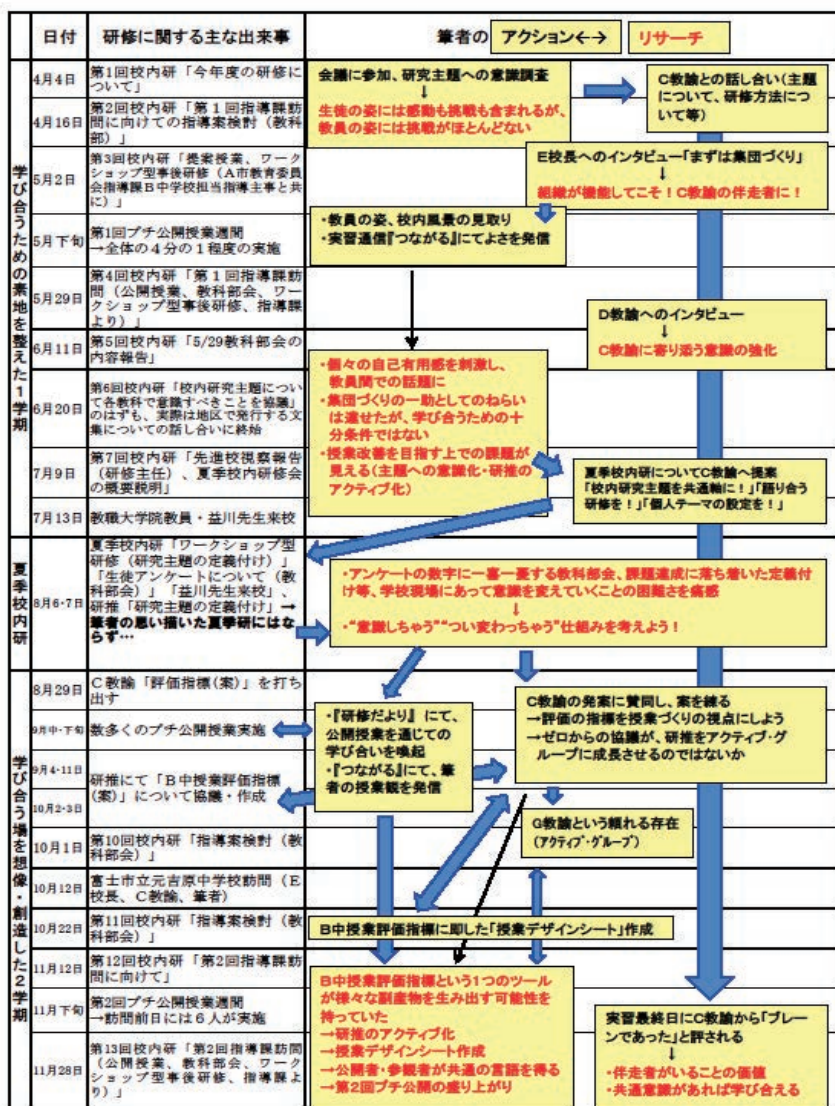 日付
研修に関する主な出来事
筆者の アクション←→ リサーチ
学び合うための素地を整えた1学期
4月4日
第1回校内研「今年度の研修に
ついて」
4月16日
第2回校内研「第1回指導課訪
問に向けての指導案検討（教科
部）」
5月2日
第3回校内研「提案授業、ワーク
ショップ型事後研修（A市教育委員
会指導課B中学校担当指導主事と共
に）」
5月下旬
第1回プチ公開授業週間
→全体の4分の1程度の実施
5月29日
第4回校内研「第1回指導課訪
問（公開授業、教科部会、ワー
クショップ型事後研修、指導課
より）」
6月11日
第5回校内研「5/29教科部会の
内容報告」
6月20日
第6回校内研「校内研究主題につい
て各教科で意識すべきことを協議」
のはずも、実際は地区で発行する文
集についての話し合いに終始
7月9日
第7回校内研「先進校視察報告
（研修主任）、夏季校内研修会
の概要説明」
7月13日
教職大学院教員・益川先生来校
会議に参加、研究主題への意識調査
↓
生徒の姿には感動も挑戦も含まれるが、
教員の姿には挑戦がほとんどない
C教諭との話し合い（主題
について、研修方法につ
いて等）
E校長へのインタビュー「まずは集団づくり」
↓
組織が機能してこそ！C教諭の伴走者に！
・教員の姿、校内風景の見取り
・実習通信『つながる』にてよさを発信
D教諭へのインタビュー
↓
C教諭に寄り添う意識の強化
・個々の自己有用感を刺激し、
教員間での話題に
・集団づくりの一助としてのねらい
は達せたが、学び合うための十
分条件ではない
・授業改善を目指す上での課題が
見える（主題への意識化・研推の
アクティブ化）
夏季校内研についてC教諭へ提案
「校内研究主題を共通軸に！」「語り合う
研修を！」「個人テーマの設定を！」
夏季校内研
8月6・7日
夏季校内研「ワークショップ型
研修（研究主題の定義付け）」
「生徒アンケートについて（教
科部会）」「益川先生来校」、
研推「研究主題の定義付け」→
筆者の思い描いた夏季研にはな
らず…
・アンケートの数字に一喜一憂する教科部会、課題達成に落ち着いた定義付
け等、学校現場にあって意識を変えていくことの困難さを痛感
↓
・“意識しちゃう”“つい変わっちゃう”仕組みを考えよう！
学び合う場を想像・創造した2学期
8月29日
C教諭「評価指標（案）」を打ち
出す
9月中・下旬
数多くのプチ公開授業実施
9月4・11日
10月2・3日
研推にて「B中授業評価指標
（案）」について協議・作成
10月1日
第10回校内研「指導案検討（教
科部会）」
10月12日
富士市立元吉原中学校訪問（E
校長、C教諭、筆者）
10月22日
第11回校内研「指導案検討（教
科部会）」
11月12日
第12回校内研「第2回指導課訪
問に向けて」
11月下旬
第2回プチ公開授業週間
→訪問前日には6人が実施
11月28日
第13回校内研「第2回指導課訪問
（公開授業、教科部会、ワークシ
ョップ型事後研修、指導課よ
り）」
・『研修だより』にて、
公開授業を通じての
学び合いを喚起
・『つながる』にて、筆
者の授業観を発信
C教諭の発案に賛同し、案を練る
→評価の指標を授業づくりの視点にしよう
→ゼロからの協議が、研推をアクティブ・グ
ループに成長させるのではないか
G教諭という頼れる存在
（アクティブ・グループ）
B中授業評価指標に即した「授業デザインシート」作成
B中授業評価指標という1つのツール
が様々な副産物を生み出す可能性を
持っていた
→研推のアクティブ化
→授業デザインシート作成
→公開者・参観者が共通の言語を得る
→第2回プチ公開の盛り上がり
実習最終日にC教諭から「ブレー
ンであった」と評される
↓
・伴走者がいることの価値
・共通意識があれば学び合える